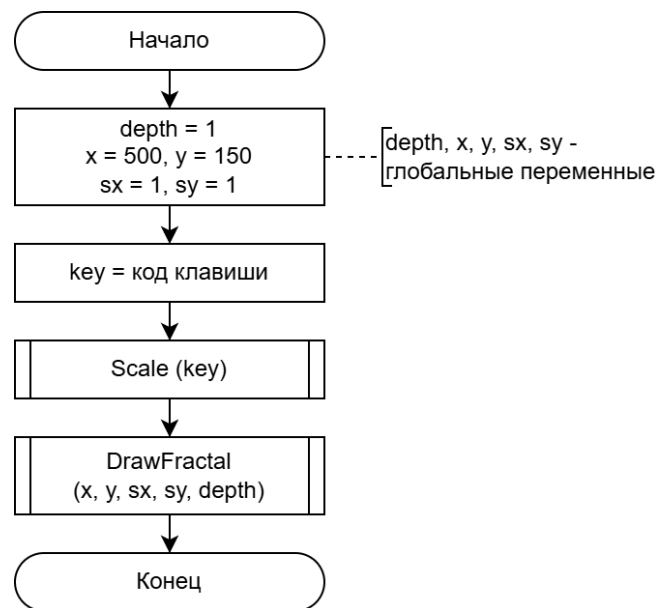 Начало
depth = 1
x = 500, y = 150
sx = 1, sy = 1
depth, x, y, sx, sy -
глобальные переменные
key = код клавиши
Scale (key)
DrawFractal
(x, y, sx, sy, depth)
Конец